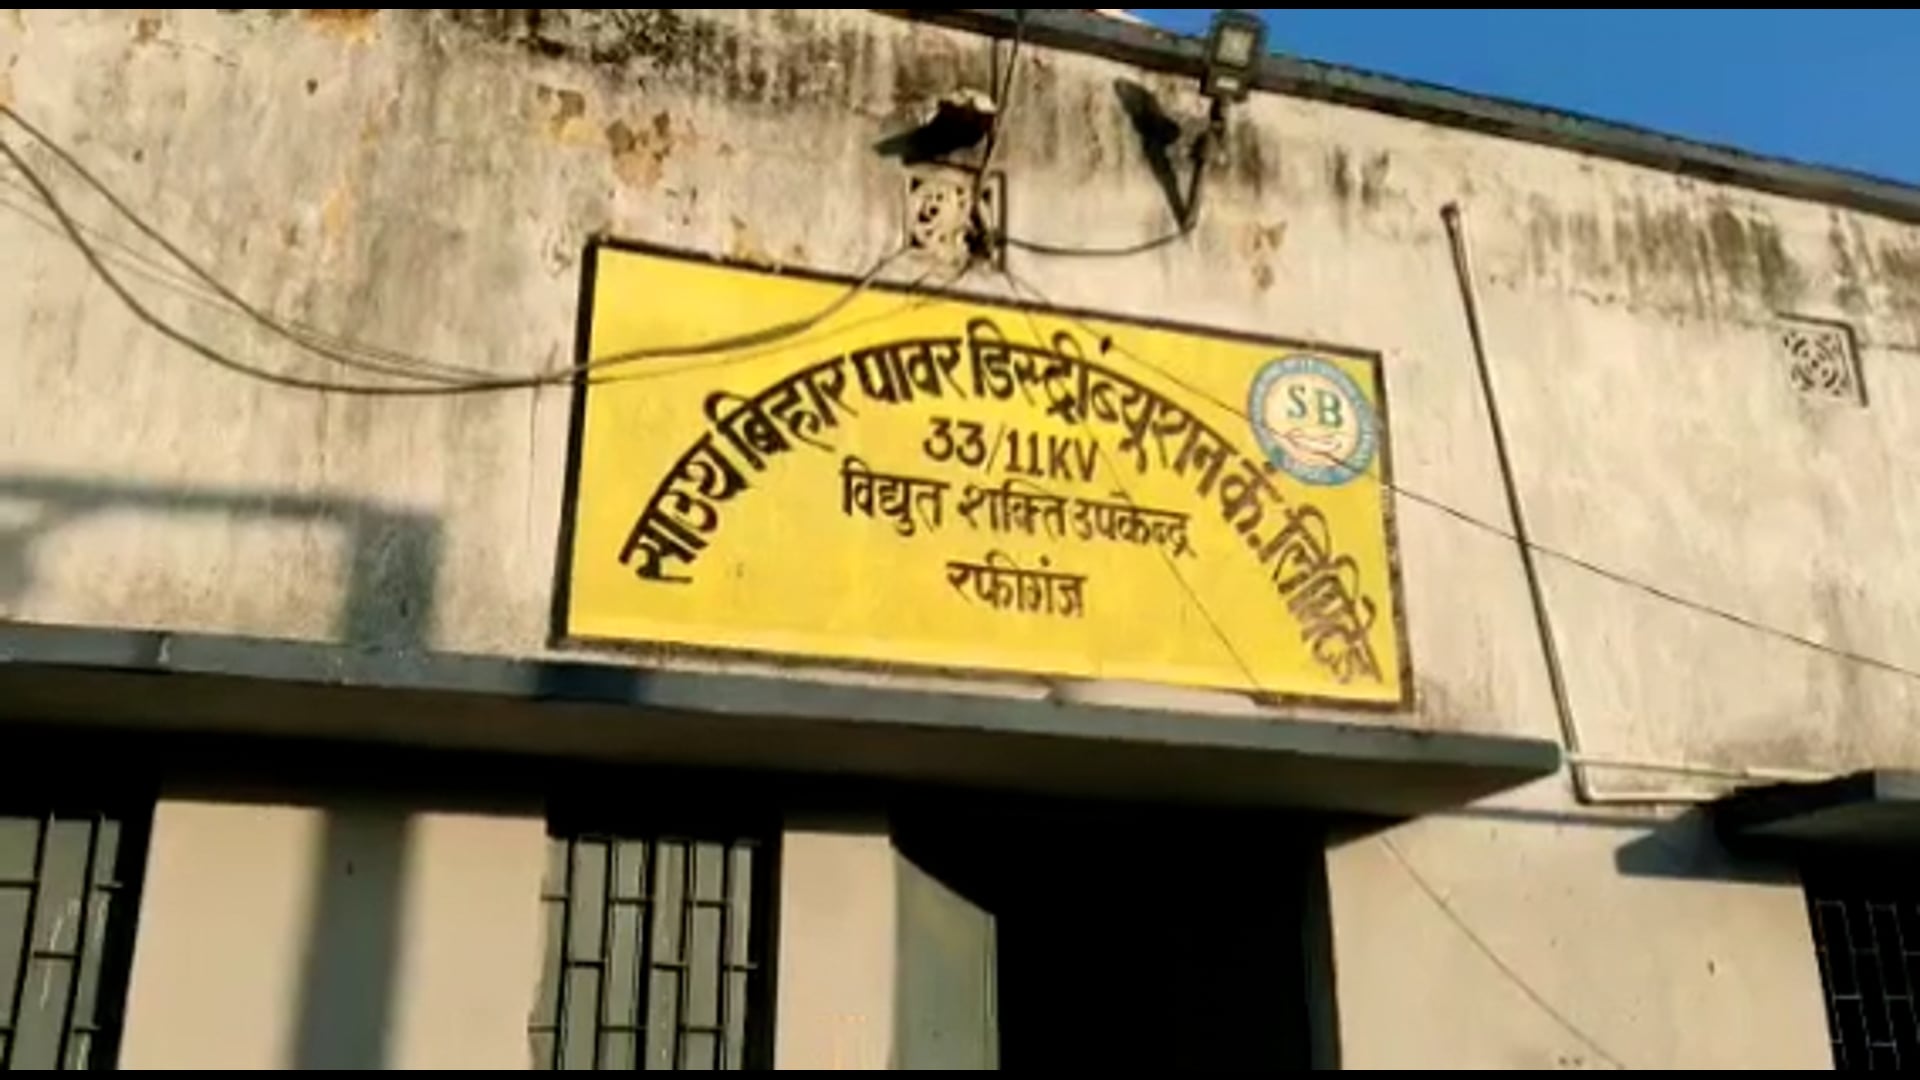 साउथ बिहार पावर डिस्ट्रीब्यूशन कं. लिमिटेड
33/11KV
विद्युत शक्ति उपकेन्द्र
रफीगंज
SB